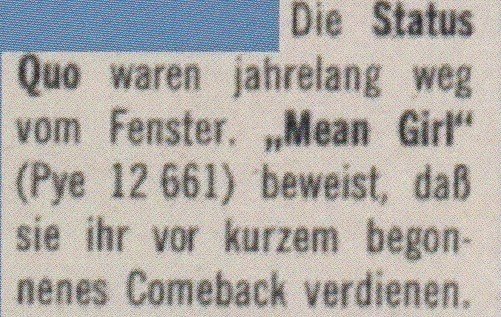 Die Status
Quo waren jahrelang weg
vom Fenster. „Mean Girl“
(Pye 12 661) beweist, daß
sie ihr vor kurzem begon-
nenes Comeback verdienen.